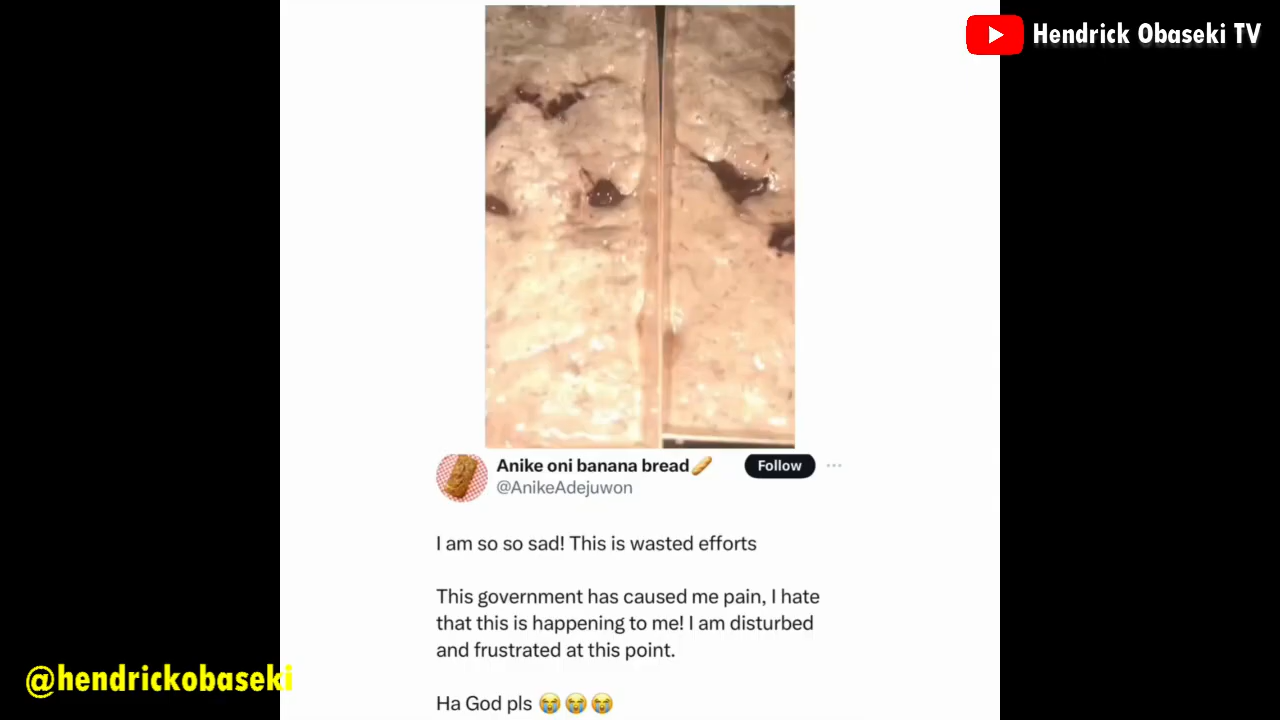 Hendrick Obaseki TV
Anike oni banana bread🥖
Follow
@AnikeAdejuwon
I am so so sad! This is wasted efforts
This government has caused me pain, I hate
that this is happening to me! I am disturbed
and frustrated at this point.
@hendrickobaseki
Ha God pls 😭😭😭